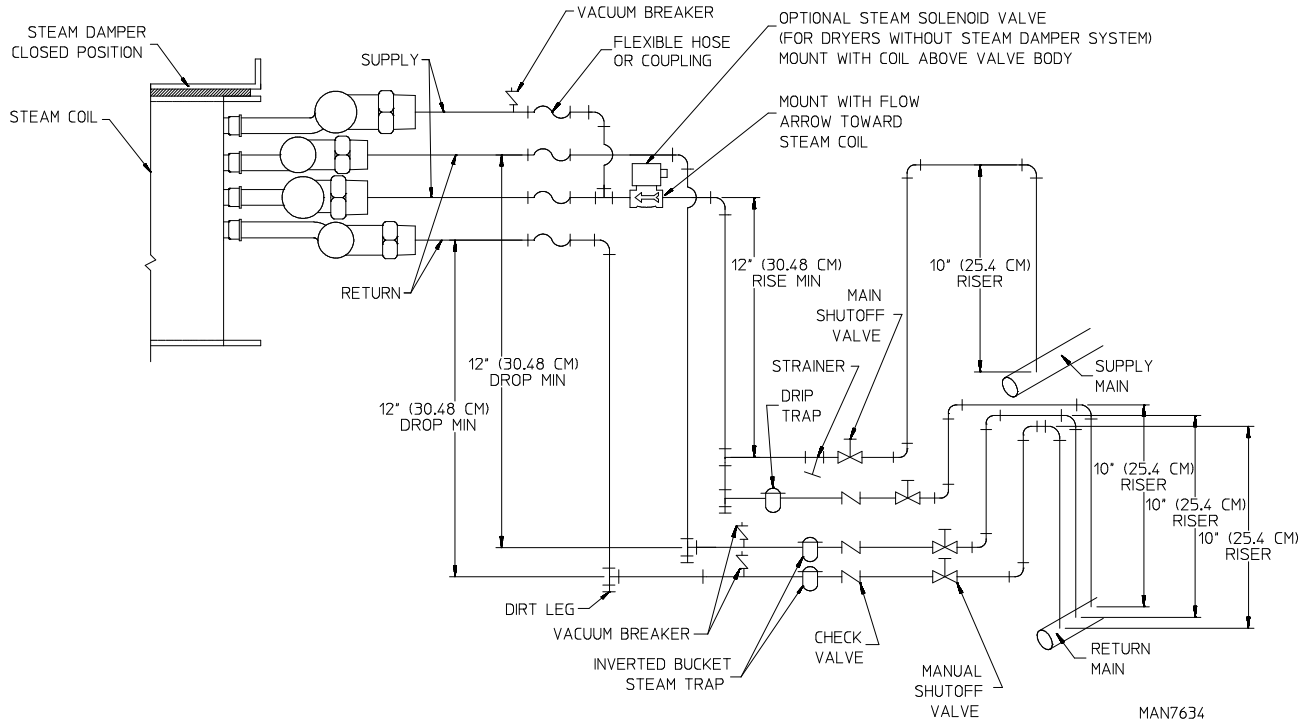 VACUUM BREAKER
OPTIONAL STEAM SOLENOID VALVE
(FOR DRYERS WITHOUT STEAM DAMPER SYSTEM)
MOUNT WITH COIL ABOVE VALVE BODY
STEAM DAMPER
CLOSED POSITION
FLEXIBLE HOSE
OR COUPLING
SUPPLY
STEAM COIL
MOUNT WITH FLOW
ARROW TOWARD
STEAM COIL
12" (30.48 CM)
RISE MIN
10" (25.4 CM)
RISER
RETURN
MAIN
SHUTOFF
VALVE
12" (30.48 CM)
DROP MIN
STRAINER
SUPPLY
MAIN
12" (30.48 CM)
DROP MIN
DRIP
TRAP
10" (25.4 CM)
RISER
10" (25.4 CM)
RISER
10" (25.4 CM)
RISER
DIRT LEG
VACUUM BREAKER
INVERTED BUCKET
STEAM TRAP
CHECK
VALVE
MANUAL
SHUTOFF
VALVE
RETURN
MAIN
MAN7634